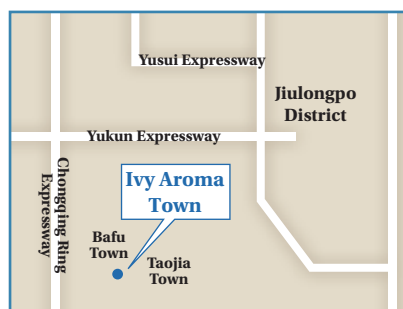 Yusui Expressway
Jiulongpo
District
Yukun Expressway
Chongqing Ring
Expressway
Ivy Aroma
Town
Bafu
Town
Taojia
Town